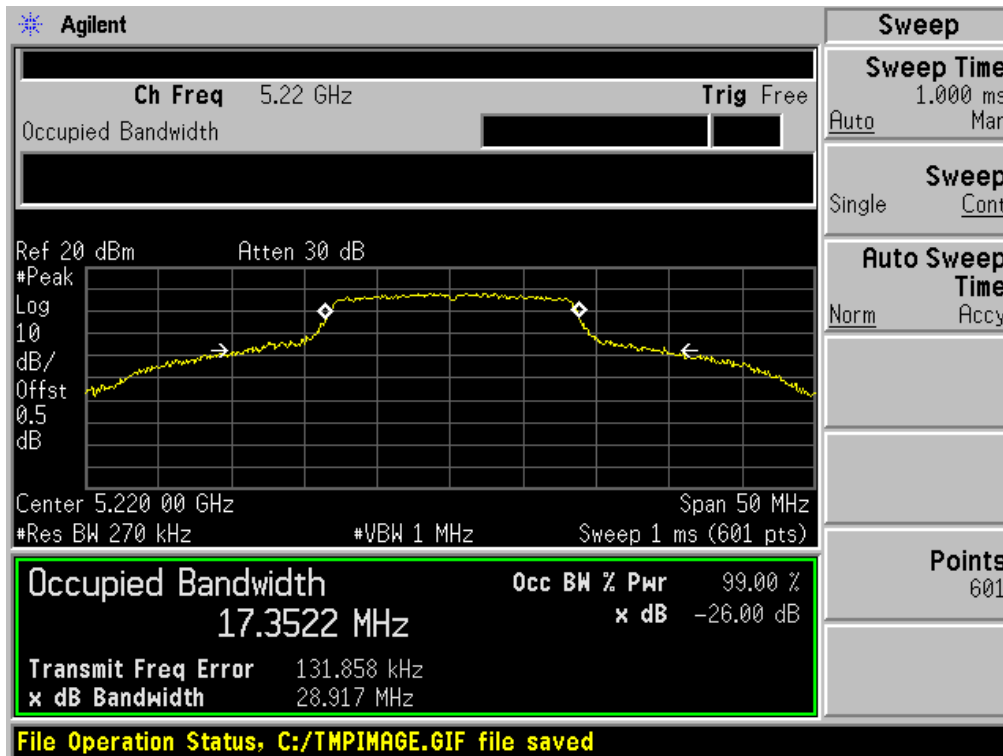 Agilent
Sweep
Ch Freq 5.22 GHz Trig Free
Occupied Bandwidth
Sweep Time
1.000 ms
Auto Man
Sweep
Single Cont
Auto Sweep
Time
Norm Accy
Points
601
Ref 20 dBm Atten 30 dB
#Peak
Log
10
dB/
Offst
0.5
dB
Center 5.220 00 GHz Span 50 MHz
#Res BW 270 kHz #VBW 1 MHz Sweep 1 ms (601 pts)
Occupied Bandwidth Occ BW % Pwr 99.00 %
17.3522 MHz x dB -26.00 dB
Transmit Freq Error 131.858 kHz
x dB Bandwidth 28.917 MHz
File Operation Status, C:/TMPIMAGE.GIF file saved